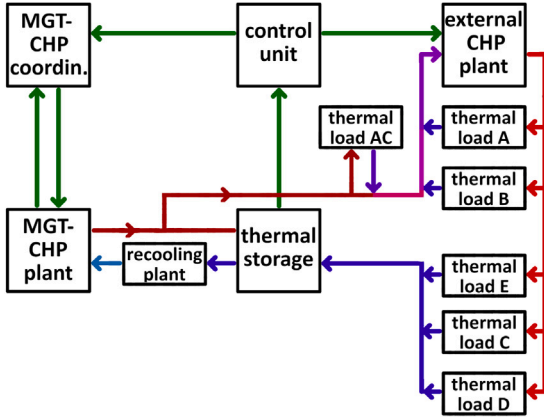 MGT-
CHP
coordin.
control
unit
external
CHP
plant
thermal
load AC
thermal
load A
thermal
load B
MGT-
CHP
plant
recooling
plant
thermal
storage
thermal
load E
thermal
load C
thermal
load D